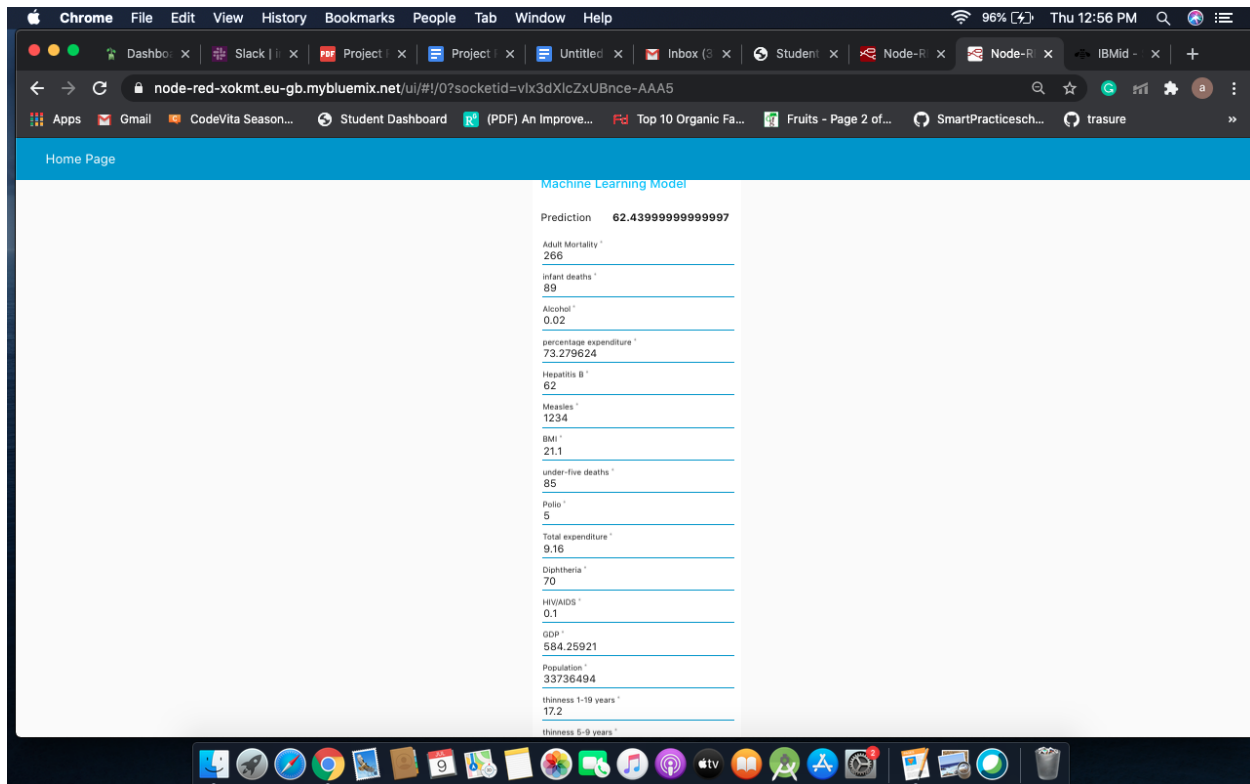 Chrome File Edit View History Bookmarks People Tab Window Help 96% Thu 12:56 PM
Dashbo Slack | i PDF Project Project Untitled Inbox (3 Student Node-R Node-R IBMid -
node-red-xokmt.eu-gb.mybluemix.net/ui/#!/0?socketid=vlx3dXlcZxUBnce-AAA5 a
Apps Gmail CodeVita Season... Student Dashboard (PDF) An Improve... Top 10 Organic Fa... Fruits - Page 2 of... SmartPracticesch... trasure »
Home Page
Machine Learning Model
Prediction 62.43999999999997
Adult Mortality *
266
infant deaths *
89
Alcohol *
0.02
percentage expenditure *
73.279624
Hepatitis B *
62
Measles *
1234
BMI *
21.1
under-five deaths *
85
Polio *
5
Total expenditure *
9.16
Diphtheria *
70
HIV/AIDS *
0.1
GDP *
584.25921
Population *
33736494
thinness 1-19 years *
17.2
thinness 5-9 years *
9 tv 2